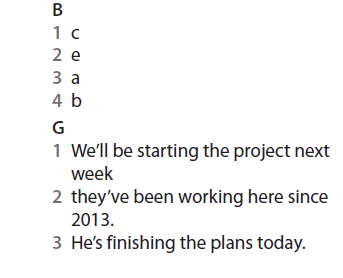 B
1 c
2 e
3 a
4 b
G
1 We'll be starting the project next
week
2 they've been working here since
2013.
3 He's finishing the plans today.